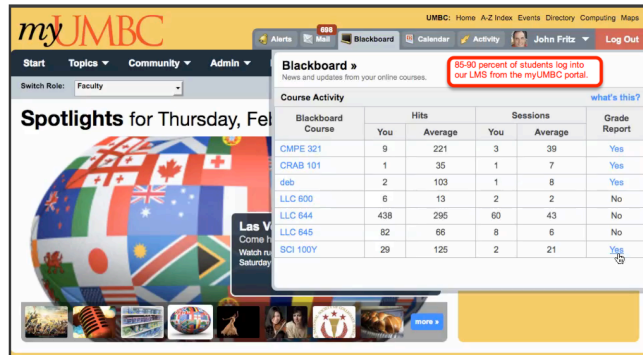 UMBC: Home A-Z Index Events Directory Computing Maps
myUMBC
Alerts 698 Mail Blackboard Calendar Activity John Fritz Log Out
Start Topics Community Admin
Switch Role: Faculty
Blackboard »
News and updates from your online courses.
85-90 percent of students log into
our LMS from the myUMBC portal.
Course Activity what's this?
Blackboard Course Hits Sessions Grade Report
You Average You Average
CMPE 321 9 221 3 39 Yes
CRAB 101 1 35 1 7 Yes
deb 2 103 1 8 Yes
LLC 600 6 13 2 2 No
LLC 644 438 295 60 43 No
LLC 645 82 66 8 6 No
SCI 100Y 29 125 2 21 Yes
Spotlights for Thursday, Fe
Las V
Come h
Watch ru
Saturday
more »